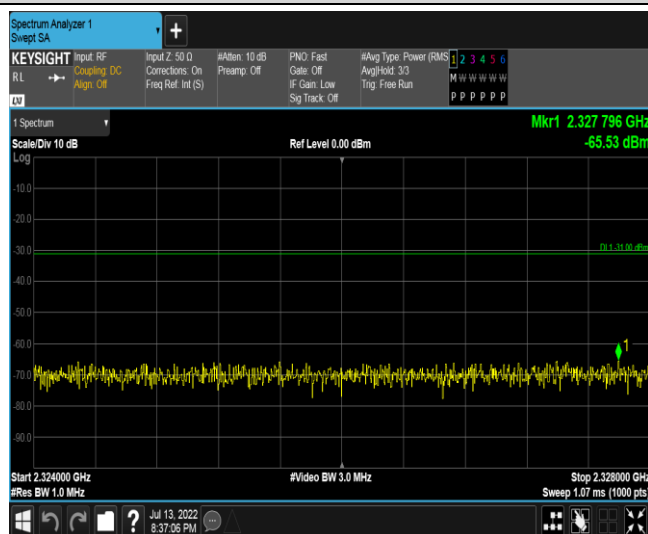 Spectrum Analyzer 1
Swept SA
+
KEYSIGHT Input: RF Input Z: 50 Ω #Atten: 10 dB PNO: Fast #Avg Type: Power (RMS 1 2 3 4 5 6
RL Coupling: DC Corrections: On Preamp: Off Gate: Off Avg|Hold: 3/3 M W W W W W
Align: Off Freq Ref: Int (S) IF Gain: Low Trig: Free Run P P P P P P
LXI Sig Track: Off
1 Spectrum Mkr1 2.327 796 GHz
Scale/Div 10 dB Ref Level 0.00 dBm -65.53 dBm
Log
-10.0
-20.0
-30.0 DL1 -31.00 dBm
-40.0
-50.0
-60.0 1
-70.0
-80.0
-90.0
Start 2.324000 GHz #Video BW 3.0 MHz Stop 2.328000 GHz
#Res BW 1.0 MHz Sweep 1.07 ms (1000 pts)
? Jul 13, 2022
8:37:06 PM